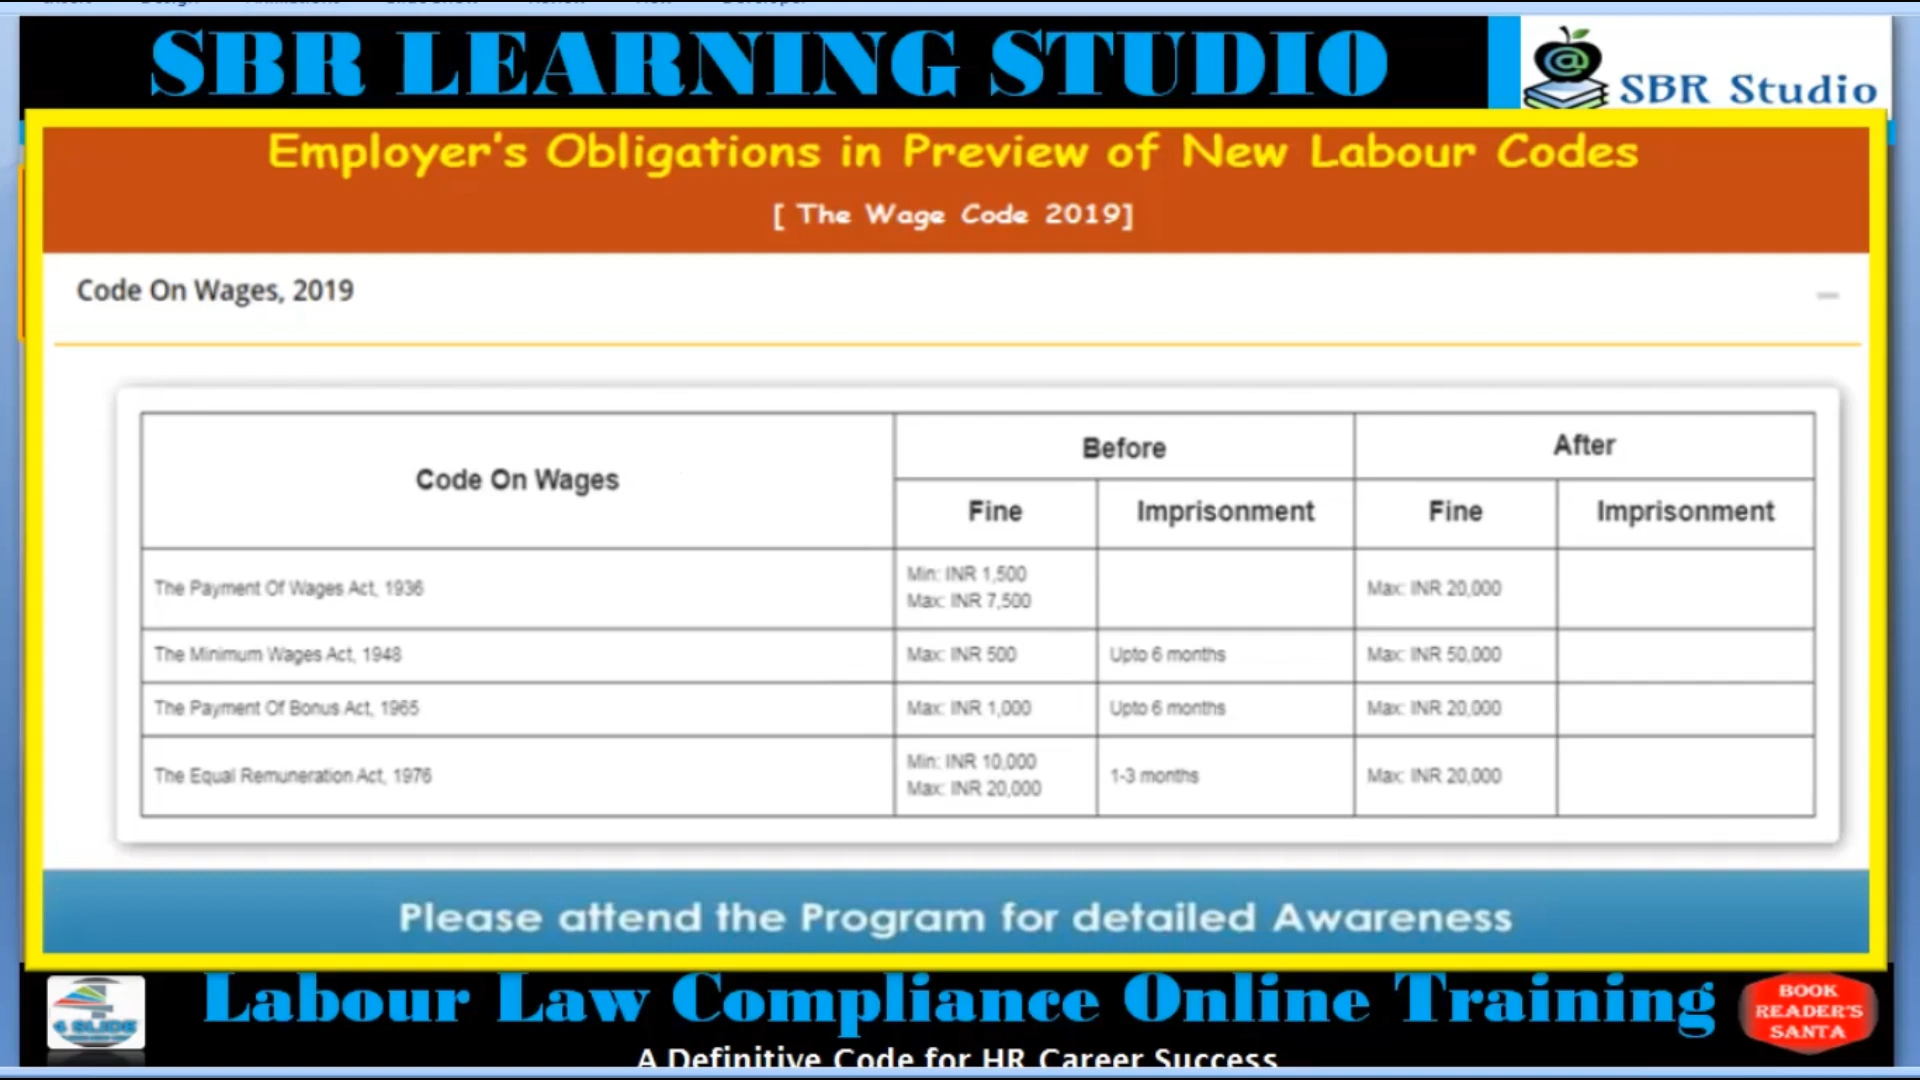 SBR LEARNING STUDIO
SBR Studio
Employer's Obligations in Preview of New Labour Codes
[ The Wage Code 2019]
Code On Wages, 2019
Code On Wages
Before
After
Fine
Imprisonment
Fine
Imprisonment
The Payment Of Wages Act, 1936
Min: INR 1,500
Max: INR 7,500
Max: INR 20,000
The Minimum Wages Act, 1948
Max: INR 500
Upto 6 months
Max: INR 50,000
The Payment Of Bonus Act, 1965
Max: INR 1,000
Upto 6 months
Max: INR 20,000
The Equal Remuneration Act, 1976
Min: INR 10,000
Max: INR 20,000
1-3 months
Max: INR 20,000
Please attend the Program for detailed Awareness
Labour Law Compliance Online Training
A Definitive Code for HR Career Success
4 SLIDE
BOOK
READER'S
SANTA